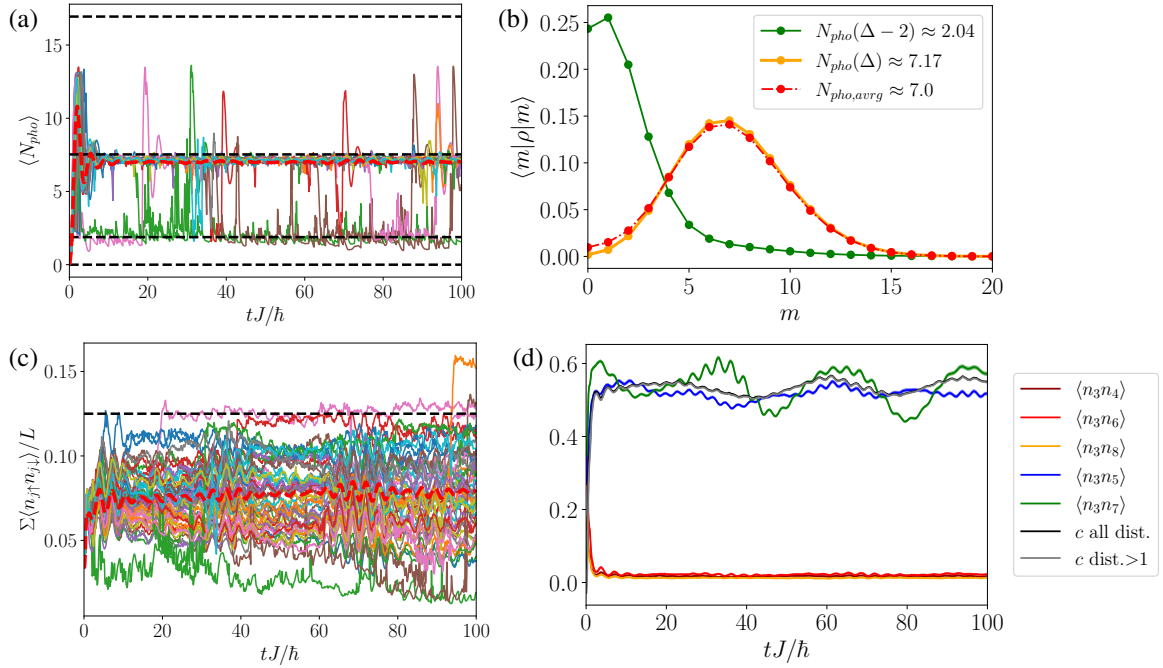 (a)
⟨N_pho⟩
15
10
5
0
0 20 40 60 80 100
tJ/ħ
(b)
⟨m|ρ|m⟩
0.25
0.20
0.15
0.10
0.05
0.00
0 5 10 15 20
m
N_pho(Δ − 2) ≈ 2.04
N_pho(Δ) ≈ 7.17
N_pho,avrg ≈ 7.0
(c)
Σ⟨n_j↑ n_j↓⟩/L
0.15
0.10
0.05
0 20 40 60 80 100
tJ/ħ
(d)
0.6
0.4
0.2
0.0
0 20 40 60 80 100
tJ/ħ
⟨n_3n_4⟩
⟨n_3n_6⟩
⟨n_3n_8⟩
⟨n_3n_5⟩
⟨n_3n_7⟩
c all dist.
c dist.>1